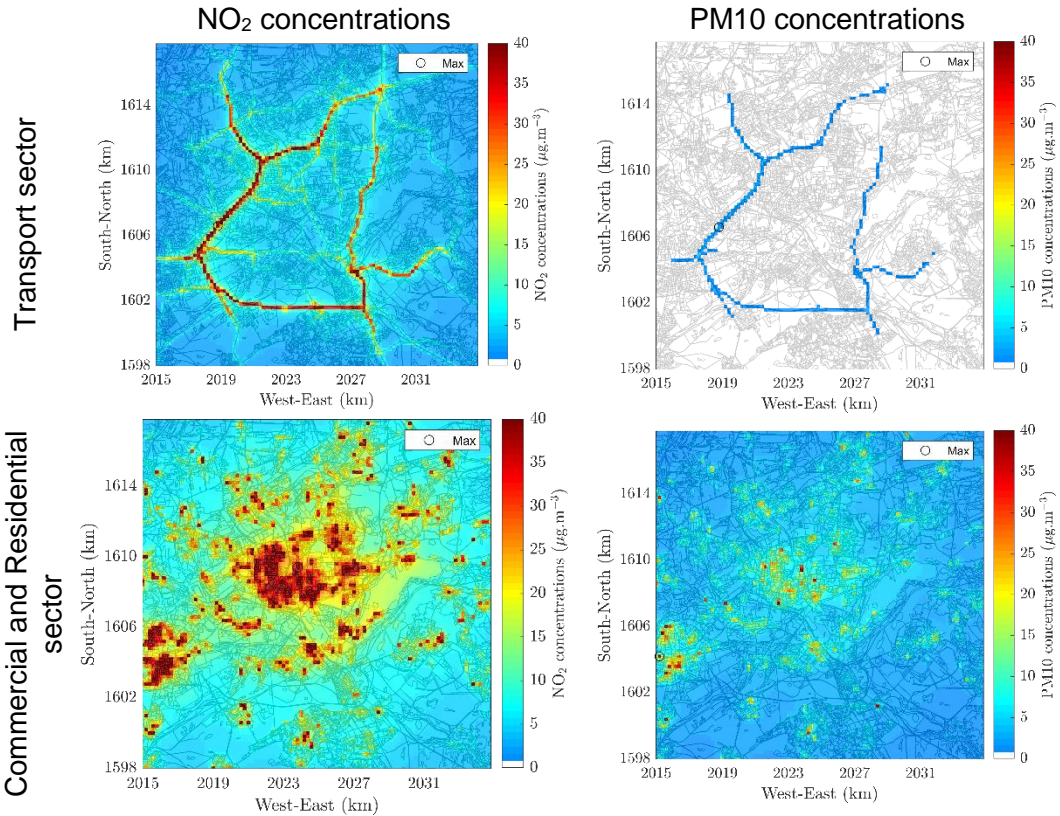 NO₂ concentrations
PM10 concentrations
Transport sector
Max
1614
1610
1606
1602
1598
South-North (km)
2015 2019 2023 2027 2031
West-East (km)
40
35
30
25
20
15
10
5
0
NO₂ concentrations (μg.m⁻³)
Max
1614
1610
1606
1602
1598
South-North (km)
2015 2019 2023 2027 2031
West-East (km)
40
35
30
25
20
15
10
5
0
PM10 concentrations (μg.m⁻³)
Commercial and Residential
sector
Max
1614
1610
1606
1602
1598
South-North (km)
2015 2019 2023 2027 2031
West-East (km)
40
35
30
25
20
15
10
5
0
NO₂ concentrations (μg.m⁻³)
Max
1614
1610
1606
1602
1598
South-North (km)
2015 2019 2023 2027 2031
West-East (km)
40
35
30
25
20
15
10
5
0
PM10 concentrations (μg.m⁻³)